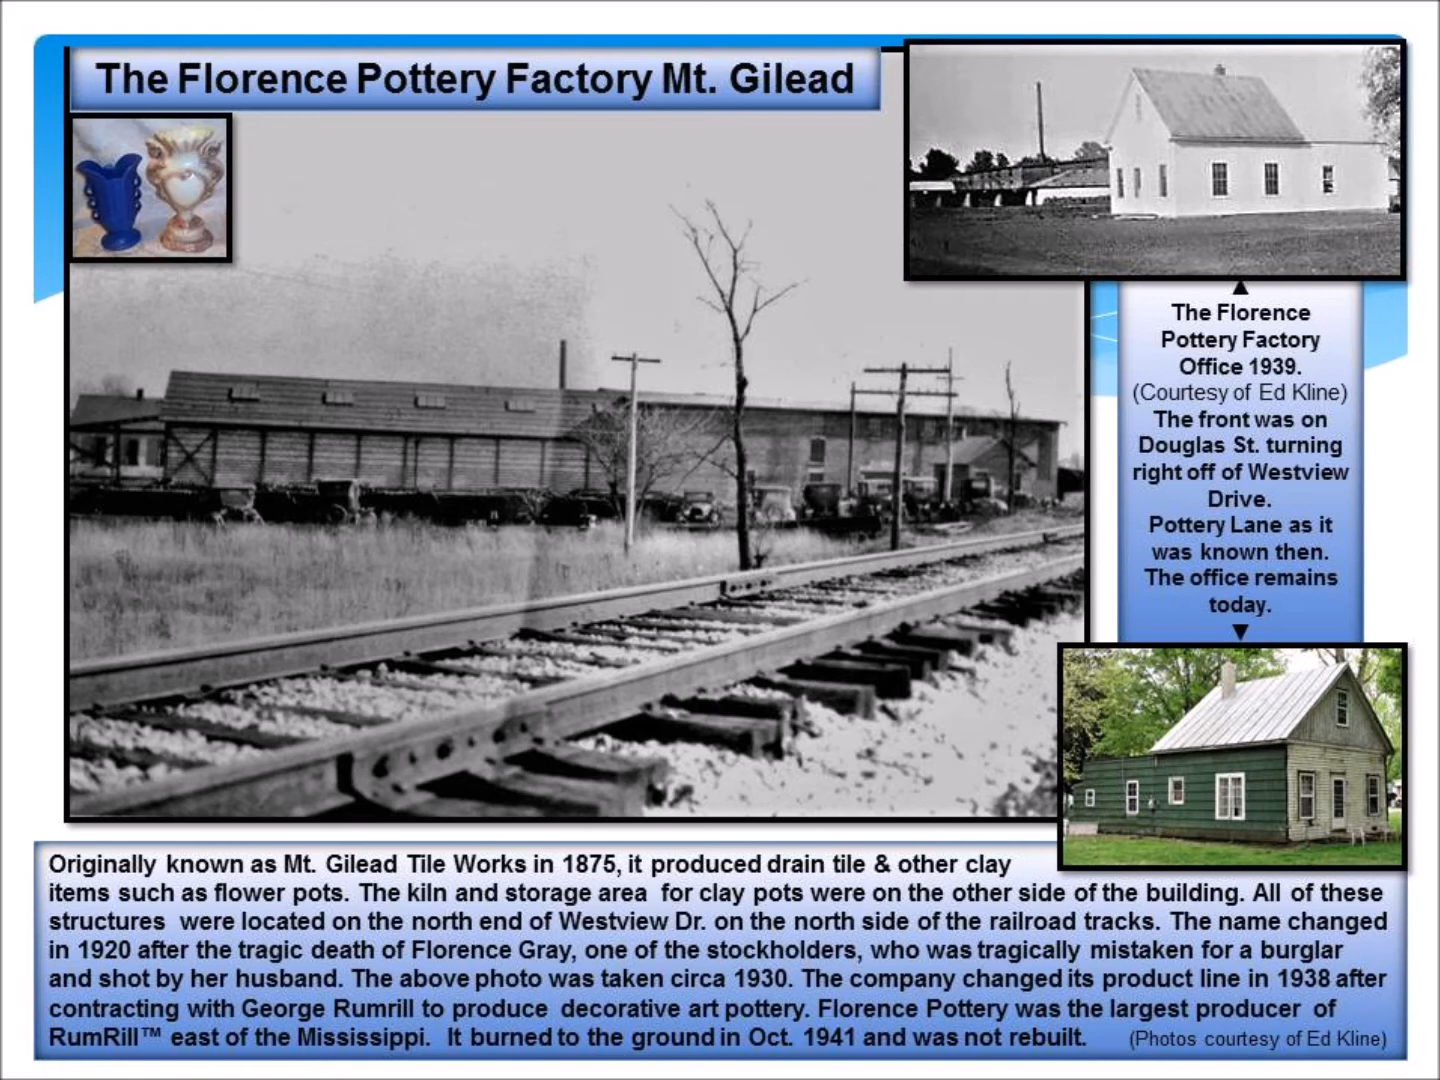 The Florence Pottery Factory Mt. Gilead
The Florence
Pottery Factory
Office 1939.
(Courtesy of Ed Kline)
The front was on
Douglas St. turning
right off of Westview
Drive.
Pottery Lane as it
was known then.
The office remains
today.
Originally known as Mt. Gilead Tile Works in 1875, it produced drain tile & other clay
items such as flower pots. The kiln and storage area for clay pots were on the other side of the building. All of these
structures were located on the north end of Westview Dr. on the north side of the railroad tracks. The name changed
in 1920 after the tragic death of Florence Gray, one of the stockholders, who was tragically mistaken for a burglar
and shot by her husband. The above photo was taken circa 1930. The company changed its product line in 1938 after
contracting with George Rumrill to produce decorative art pottery. Florence Pottery was the largest producer of
RumRill™ east of the Mississippi. It burned to the ground in Oct. 1941 and was not rebuilt. (Photos courtesy of Ed Kline)